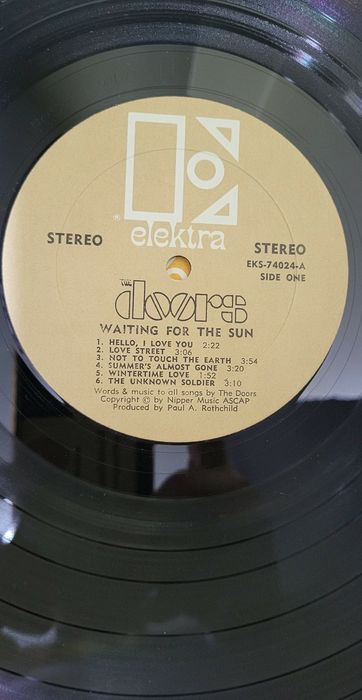 E
®
elektra
STEREO
STEREO
EKS-74024-A
SIDE ONE
THE
doors
WAITING FOR THE SUN
1. HELLO, I LOVE YOU 2:22
2. LOVE STREET 3:06
3. NOT TO TOUCH THE EARTH 3:54
4. SUMMER'S ALMOST GONE 3:20
5. WINTERTIME LOVE 1:52
6. THE UNKNOWN SOLDIER 3:10
Words & music to all songs by The Doors
Copyright © by Nipper Music ASCAP
Produced by Paul A. Rothchild